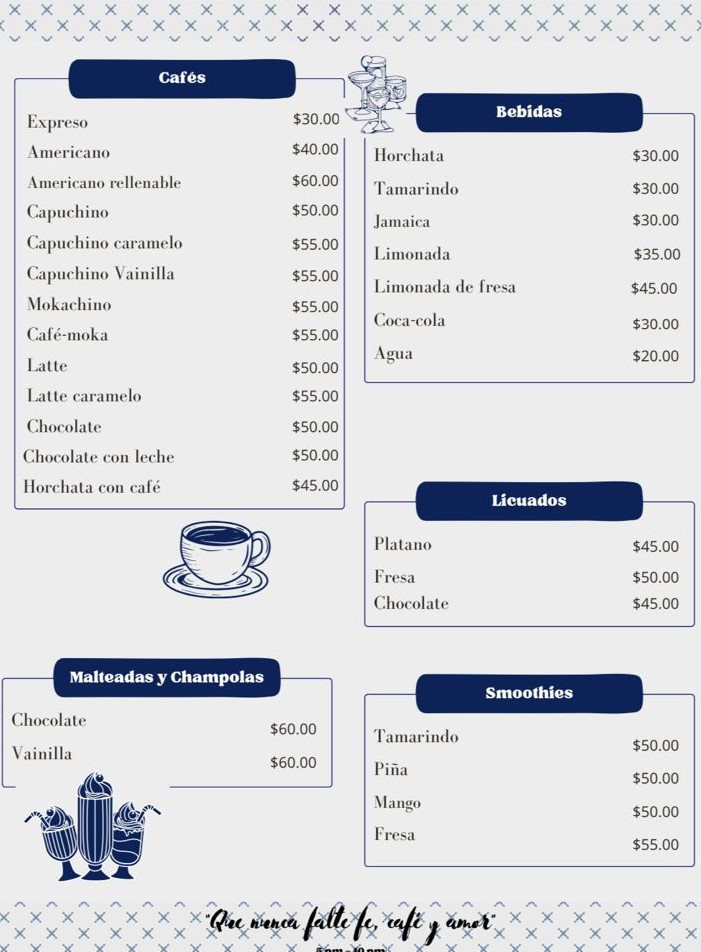 Cafés
Expreso $30.00
Americano $40.00
Americano rellenable $60.00
Capuchino $50.00
Capuchino caramelo $55.00
Capuchino Vainilla $55.00
Mokachino $55.00
Café-moka $55.00
Latte $50.00
Latte caramelo $55.00
Chocolate $50.00
Chocolate con leche $50.00
Horchata con café $45.00
Bebidas
Horchata $30.00
Tamarindo $30.00
Jamaica $30.00
Limonada $35.00
Limonada de fresa $45.00
Coca-cola $30.00
Agua $20.00
Licuados
Platano $45.00
Fresa $50.00
Chocolate $45.00
Malteadas y Champolas
Chocolate $60.00
Vainilla $60.00
Smoothies
Tamarindo $50.00
Piña $50.00
Mango $50.00
Fresa $55.00
"Que nunca falte fe, café y amor"
5 pm - 10 pm